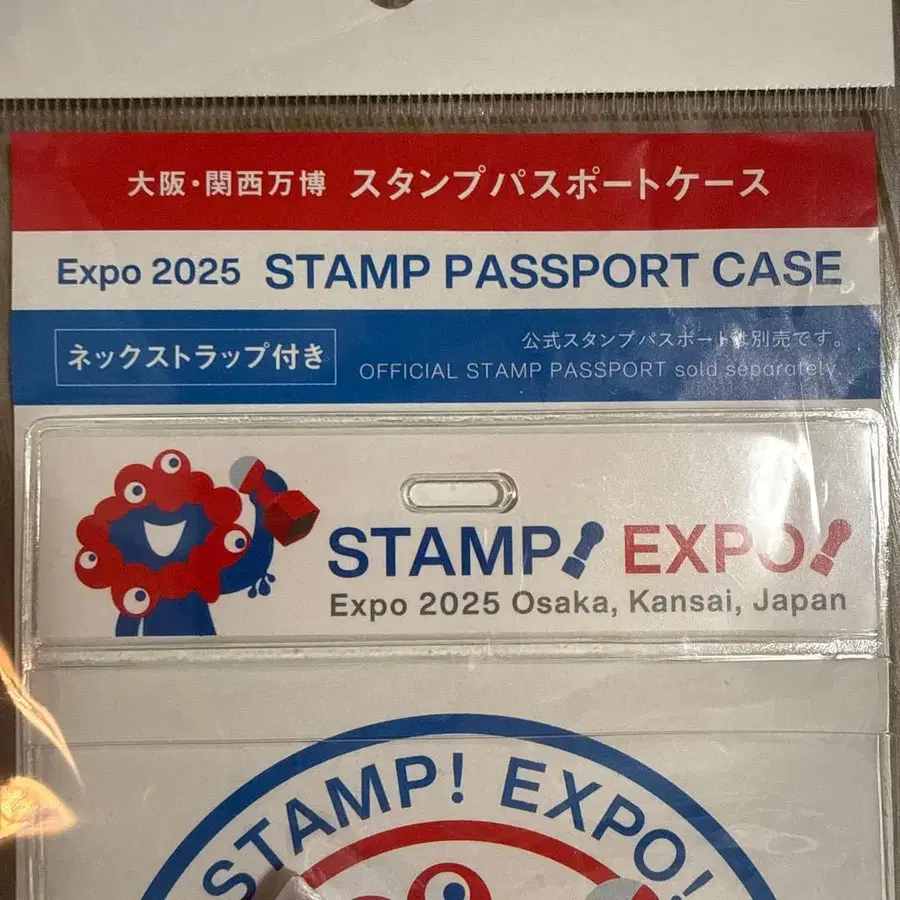 大阪・関西万博 スタンプパスポートケース
Expo 2025 STAMP PASSPORT CASE
ネックストラップ付き
公式スタンプパスポートは別売です。
OFFICIAL STAMP PASSPORT sold separately.
STAMP! EXPO!
Expo 2025 Osaka, Kansai, Japan
STAMP! EXPO!